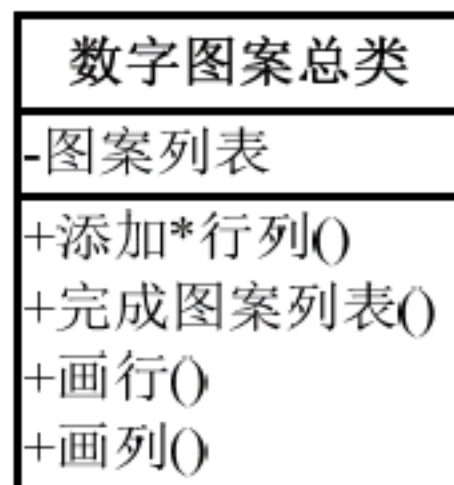 数字图案总类
-图案列表
+添加*行列()
+完成图案列表()
+画行()
+画列()